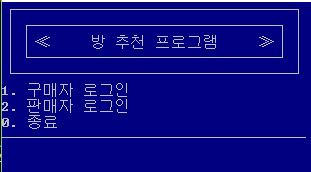 ≪ 방 추천 프로그램 ≫
1. 구매자 로그인
2. 판매자 로그인
0. 종료